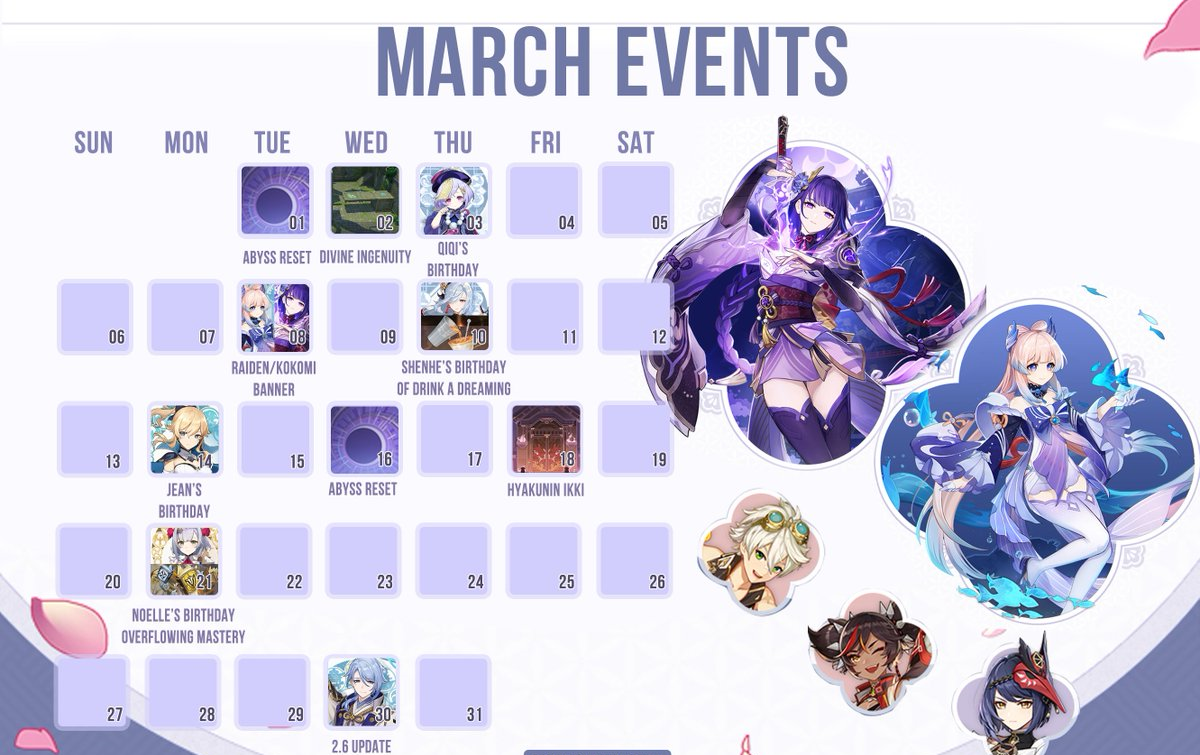 MARCH EVENTS
SUN MON TUE WED THU FRI SAT
01 02 03 04 05
ABYSS RESET DIVINE INGENUITY QIQI'S
BIRTHDAY
06 07 08 09 10 11 12
RAIDEN/KOKOMI
BANNER
SHENHE'S BIRTHDAY
OF DRINK A DREAMING
13 14 15 16 17 18 19
JEAN'S
BIRTHDAY
ABYSS RESET
HYAKUNIN IKKI
20 21 22 23 24 25 26
NOELLE'S BIRTHDAY
OVERFLOWING MASTERY
27 28 29 30 31
2.6 UPDATE